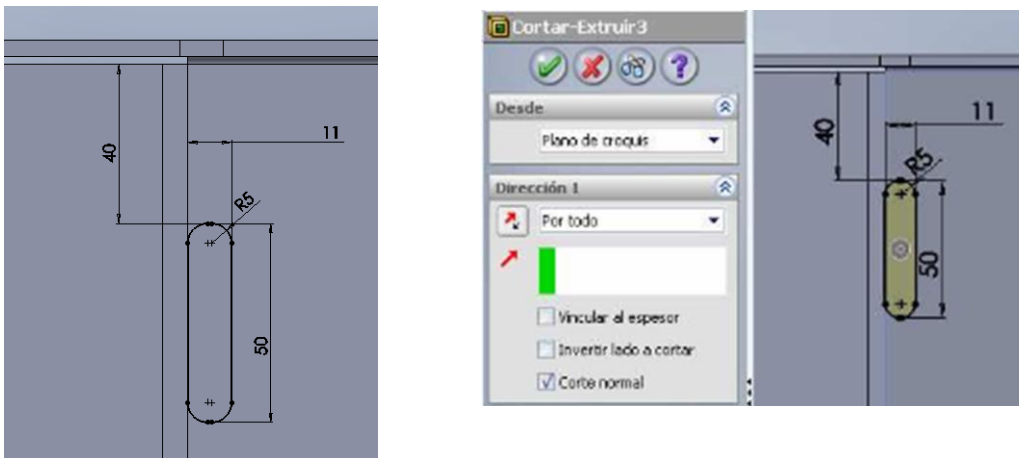 40
11
R5
50
Cortar-Extruir3
?
Desde
Plano de croquis
Dirección 1
Por todo
Vincular al espesor
Invertir lado a cortar
Corte normal
40
11
R5
50